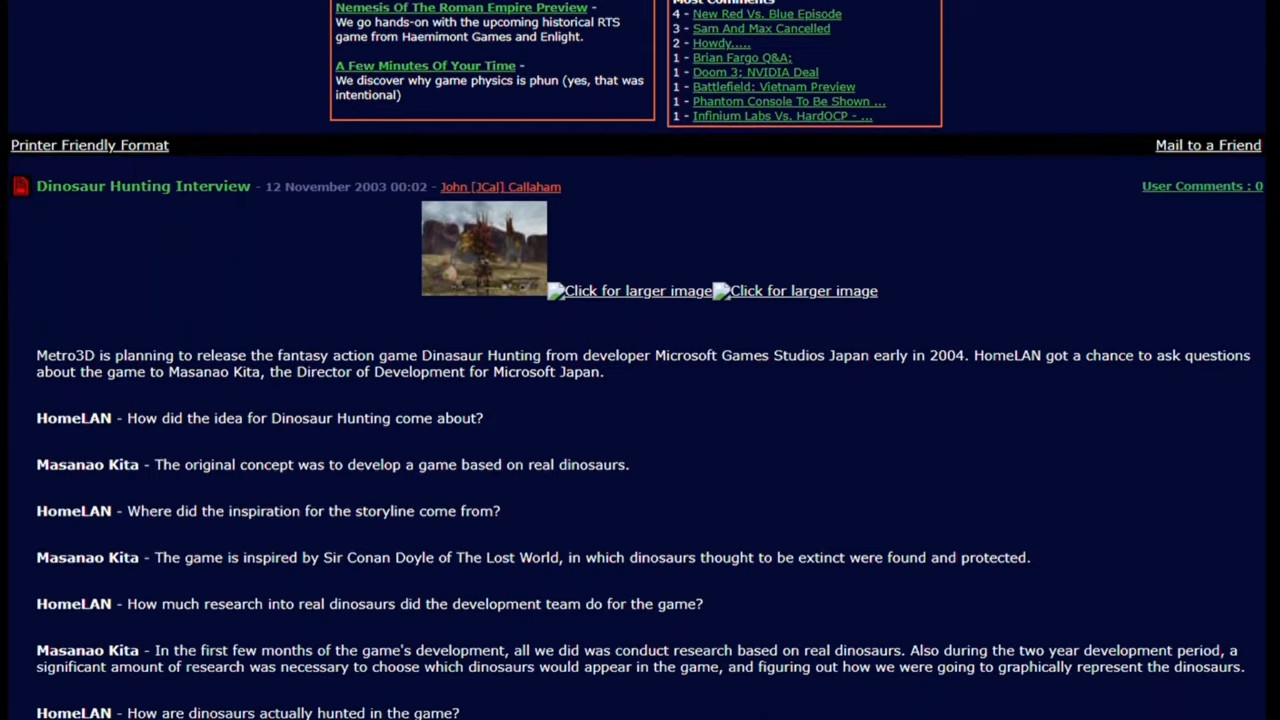 Nemesis Of The Roman Empire Preview -
We go hands-on with the upcoming historical RTS
game from Haemimont Games and Enlight.
A Few Minutes Of Your Time -
We discover why game physics is phun (yes, that was
intentional)
Most Comments
4 - New Red Vs. Blue Episode
3 - Sam And Max Cancelled
2 - Howdy.....
1 - Brian Fargo Q&A;
1 - Doom 3; NVIDIA Deal
1 - Battlefield: Vietnam Preview
1 - Phantom Console To Be Shown ...
1 - Infinium Labs Vs. HardOCP - ...
Printer Friendly Format
Mail to a Friend
Dinosaur Hunting Interview - 12 November 2003 00:02 - John [JCal] Callaham
User Comments : 0
Click for larger image Click for larger image
Metro3D is planning to release the fantasy action game Dinasaur Hunting from developer Microsoft Games Studios Japan early in 2004. HomeLAN got a chance to ask questions
about the game to Masanao Kita, the Director of Development for Microsoft Japan.
HomeLAN - How did the idea for Dinosaur Hunting come about?
Masanao Kita - The original concept was to develop a game based on real dinosaurs.
HomeLAN - Where did the inspiration for the storyline come from?
Masanao Kita - The game is inspired by Sir Conan Doyle of The Lost World, in which dinosaurs thought to be extinct were found and protected.
HomeLAN - How much research into real dinosaurs did the development team do for the game?
Masanao Kita - In the first few months of the game's development, all we did was conduct research based on real dinosaurs. Also during the two year development period, a
significant amount of research was necessary to choose which dinosaurs would appear in the game, and figuring out how we were going to graphically represent the dinosaurs.
HomeLAN - How are dinosaurs actually hunted in the game?